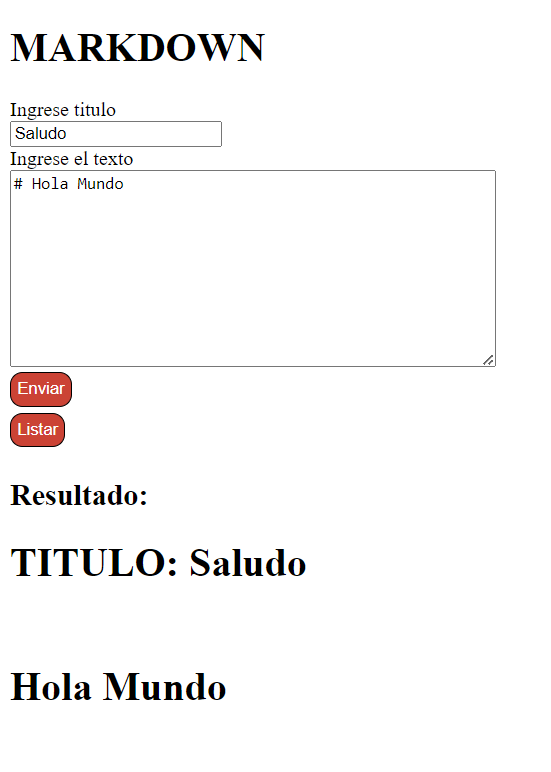 MARKDOWN
Ingrese titulo
Saludo
Ingrese el texto
# Hola Mundo
Enviar
Listar
Resultado:
TITULO: Saludo
Hola Mundo